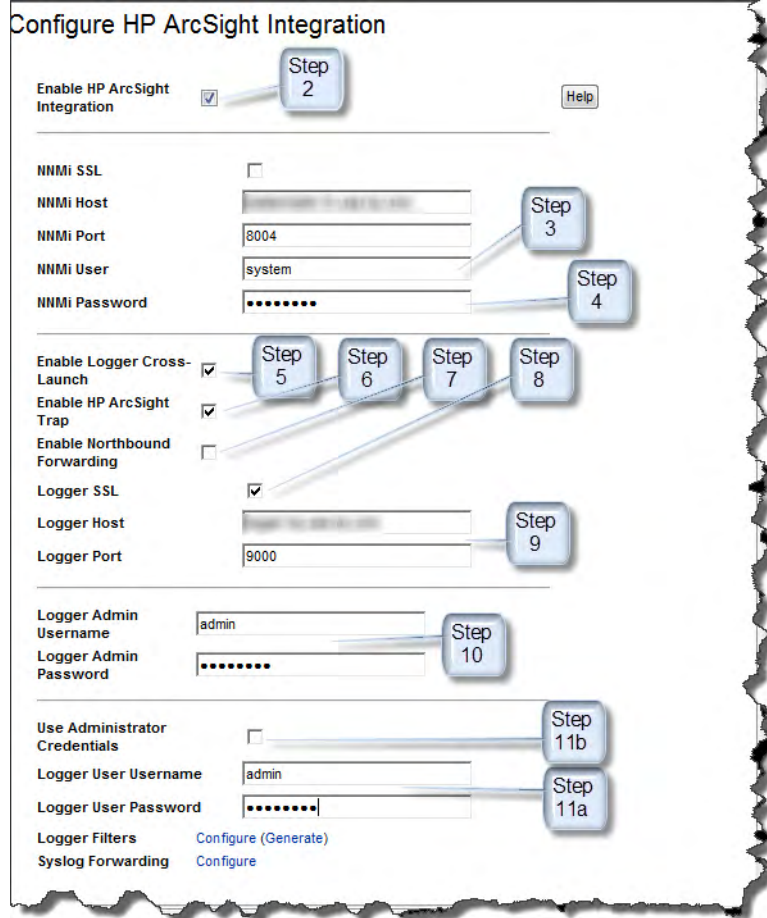 Configure HP ArcSight Integration
Step
2
Enable HP ArcSight
Integration
Help
NNMi SSL
NNMi Host
Step
3
NNMi Port
8004
NNMi User
system
Step
4
NNMi Password
••••••••
Enable Logger Cross-
Launch
Step
5
Step
6
Step
7
Step
8
Enable HP ArcSight
Trap
Enable Northbound
Forwarding
Logger SSL
Logger Host
Step
9
Logger Port
9000
Logger Admin
Username
admin
Step
10
Logger Admin
Password
••••••••
Use Administrator
Credentials
Step
11b
Logger User Username
admin
Step
11a
Logger User Password
••••••••
Logger Filters
Configure (Generate)
Syslog Forwarding
Configure